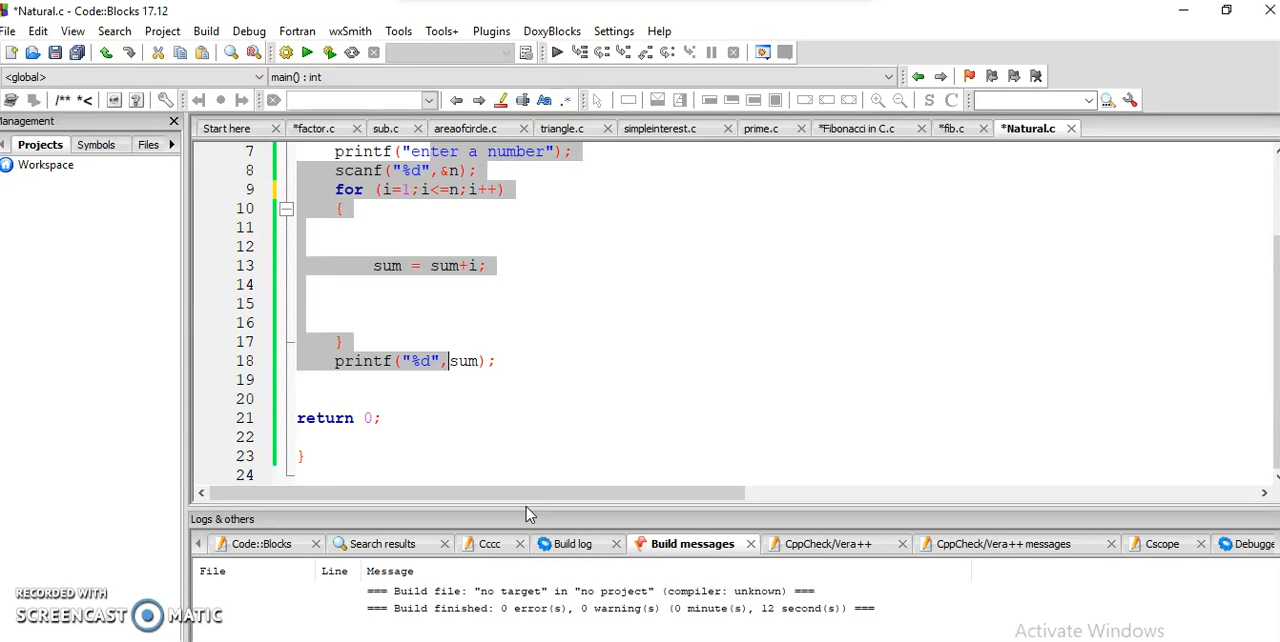 *Natural.c - Code::Blocks 17.12
File Edit View Search Project Build Debug Fortran wxSmith Tools Tools+ Plugins DoxyBlocks Settings Help
<global> main() : int
/** *<
S C
anagement
Projects Symbols Files
Workspace
Start here *factor.c sub.c areaofcircle.c triangle.c simpleinterest.c prime.c *Fibonacci in C.c *fib.c *Natural.c
7 printf("enter a number");
8 scanf("%d",&n);
9 for (i=1;i<=n;i++)
10 {
11
12
13 sum = sum+i;
14
15
16
17 }
18 printf("%d",sum);
19
20
21 return 0;
22
23 }
24
Logs & others
Code::Blocks Search results Cccc Build log Build messages CppCheck/Vera++ CppCheck/Vera++ messages Cscope Debugge
File Line Message
=== Build file: "no target" in "no project" (compiler: unknown) ===
=== Build finished: 0 error(s), 0 warning(s) (0 minute(s), 12 second(s)) ===
RECORDED WITH
SCREENCAST MATIC
Activate Windows